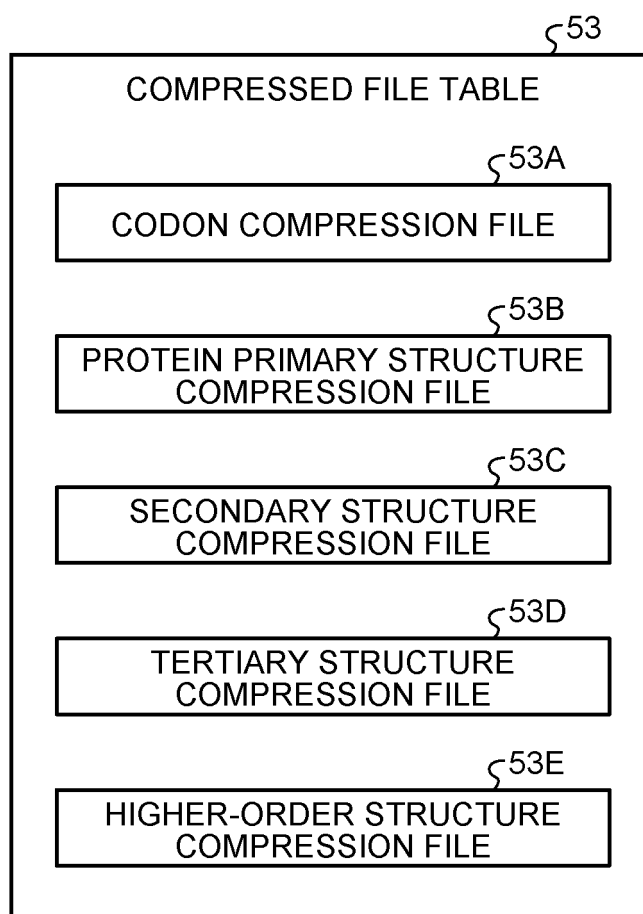 53
COMPRESSED FILE TABLE
53A
CODON COMPRESSION FILE
53B
PROTEIN PRIMARY STRUCTURE
COMPRESSION FILE
53C
SECONDARY STRUCTURE
COMPRESSION FILE
53D
TERTIARY STRUCTURE
COMPRESSION FILE
53E
HIGHER-ORDER STRUCTURE
COMPRESSION FILE